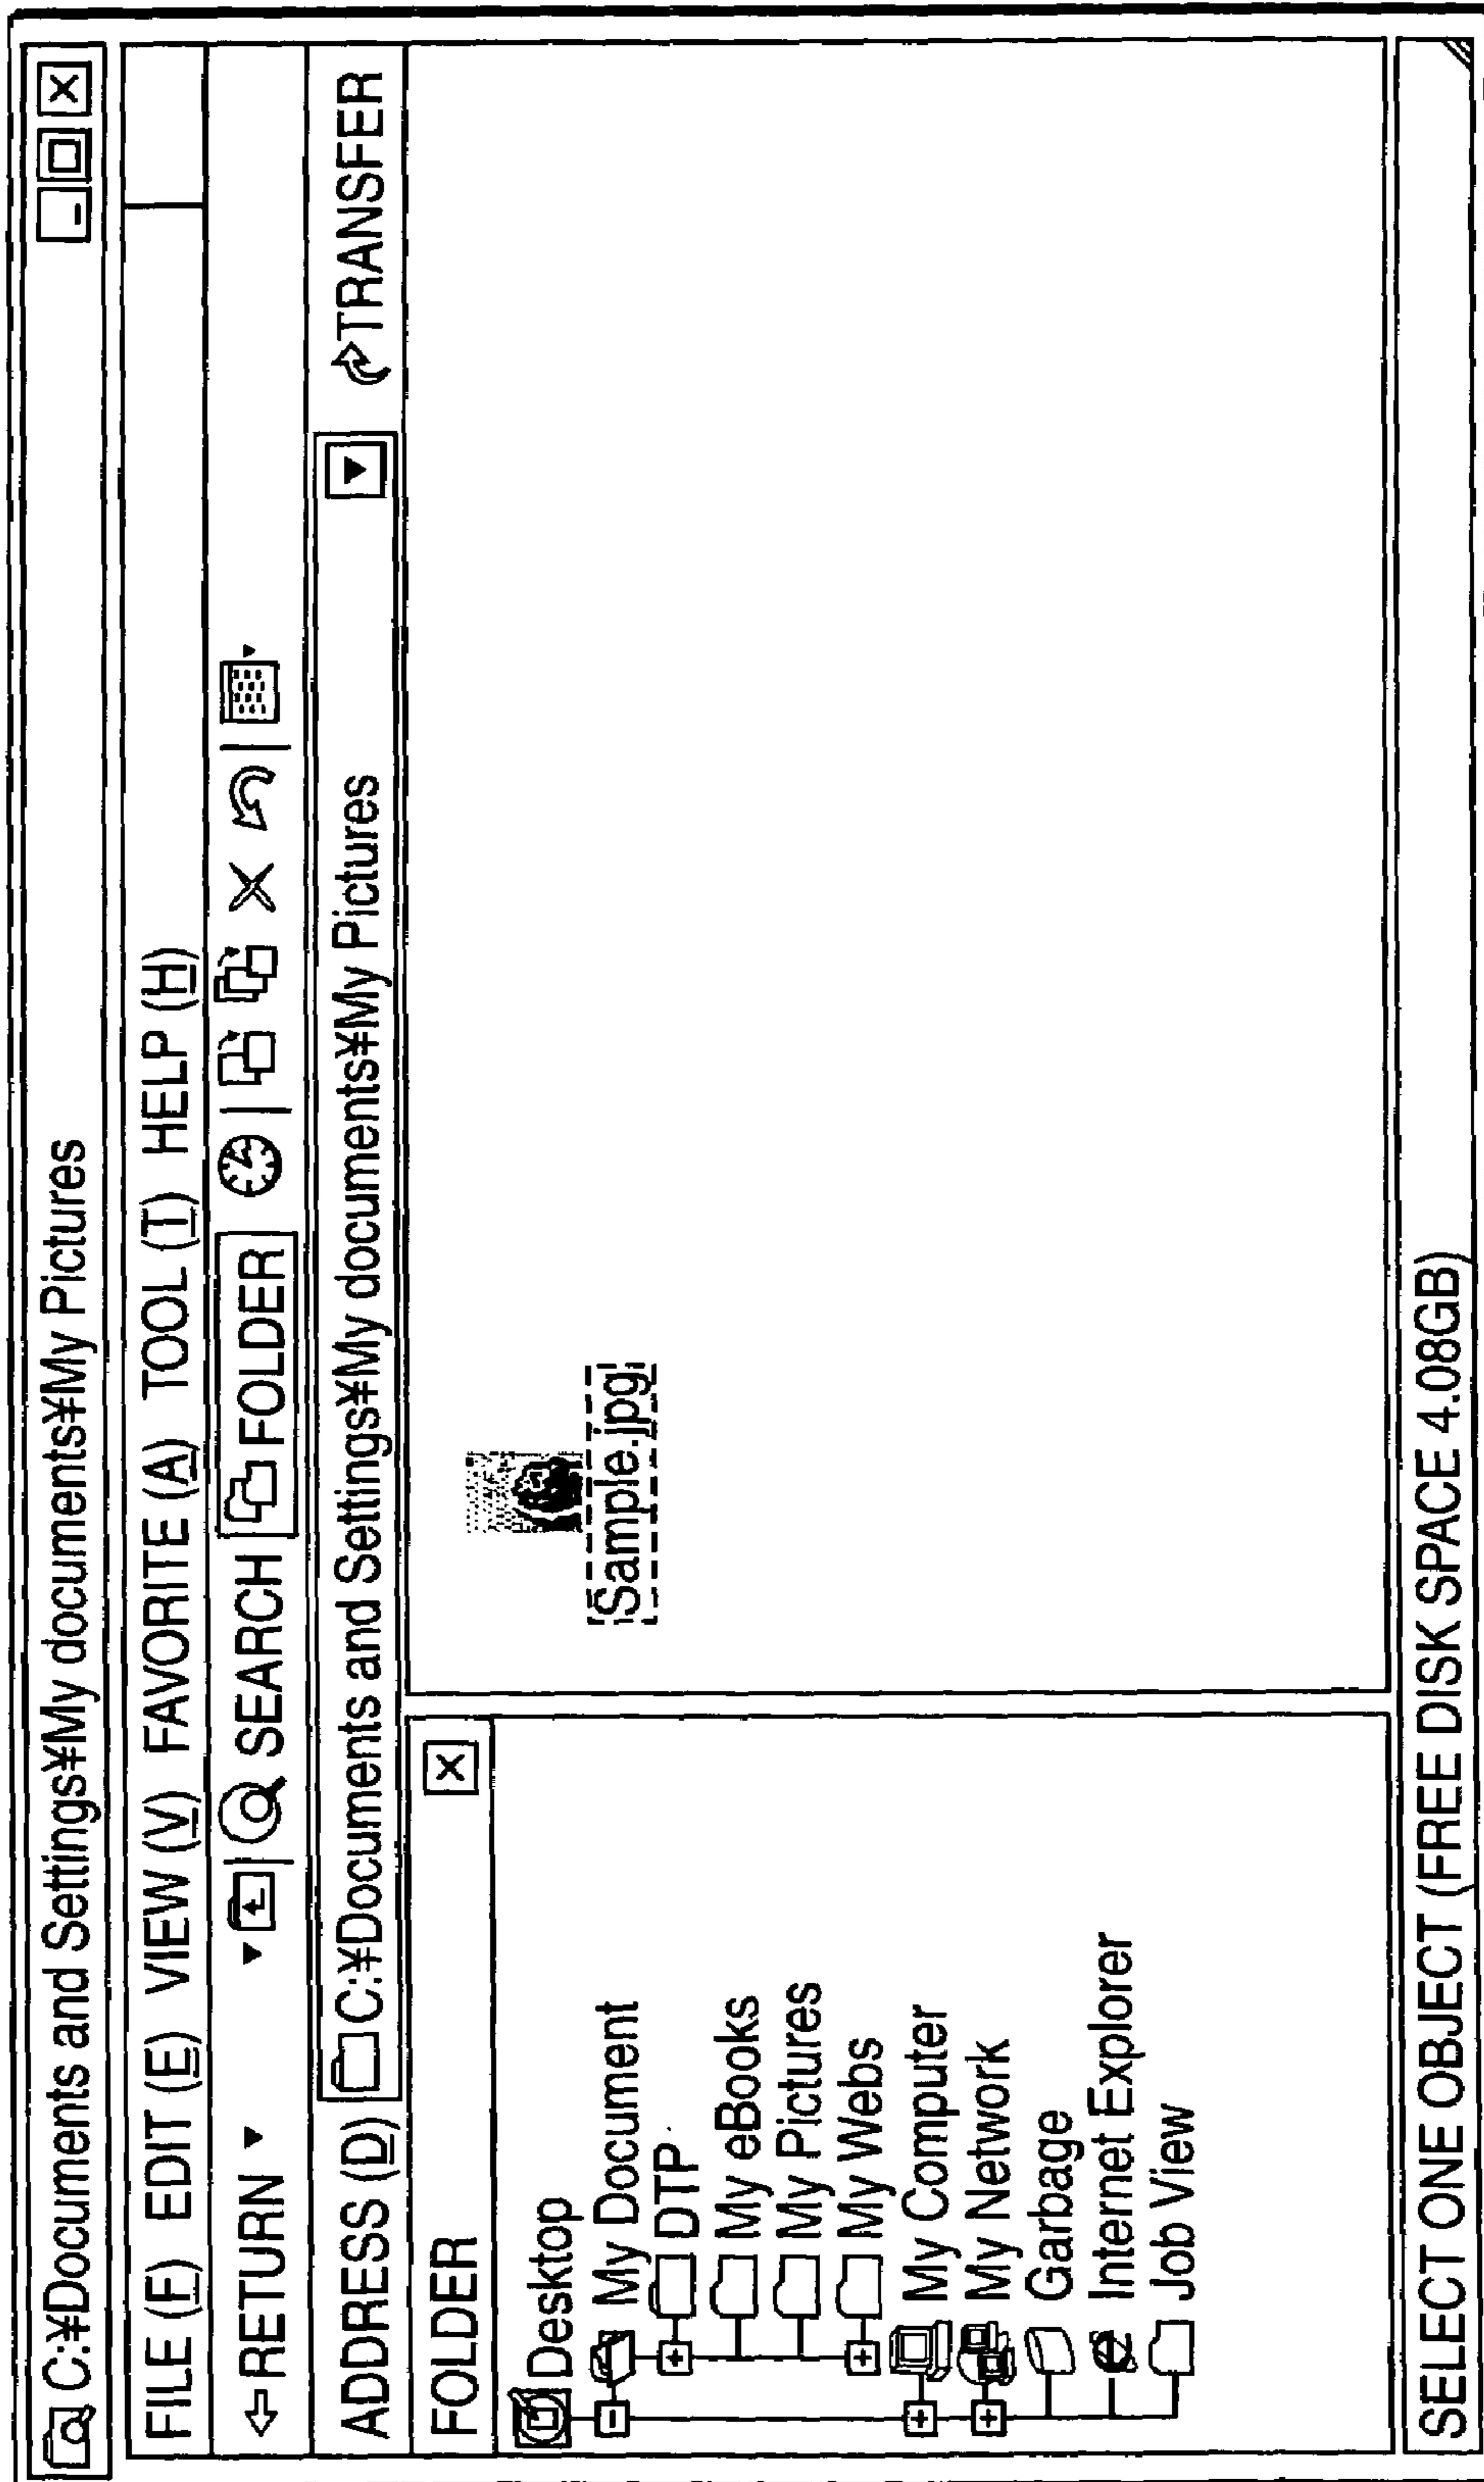 C:¥Documents and Settings¥My documents¥My Pictures
FILE (F) EDIT (E) VIEW (V) FAVORITE (A) TOOL (T) HELP (H)
RETURN SEARCH FOLDER
ADDRESS (D) C:¥Documents and Settings¥My documents¥My Pictures TRANSFER
FOLDER
Desktop
My Document
DTP
My eBooks
My Pictures
My Webs
My Computer
My Network
Garbage
Internet Explorer
Job View
Sample.jpg
SELECT ONE OBJECT (FREE DISK SPACE 4.08GB)